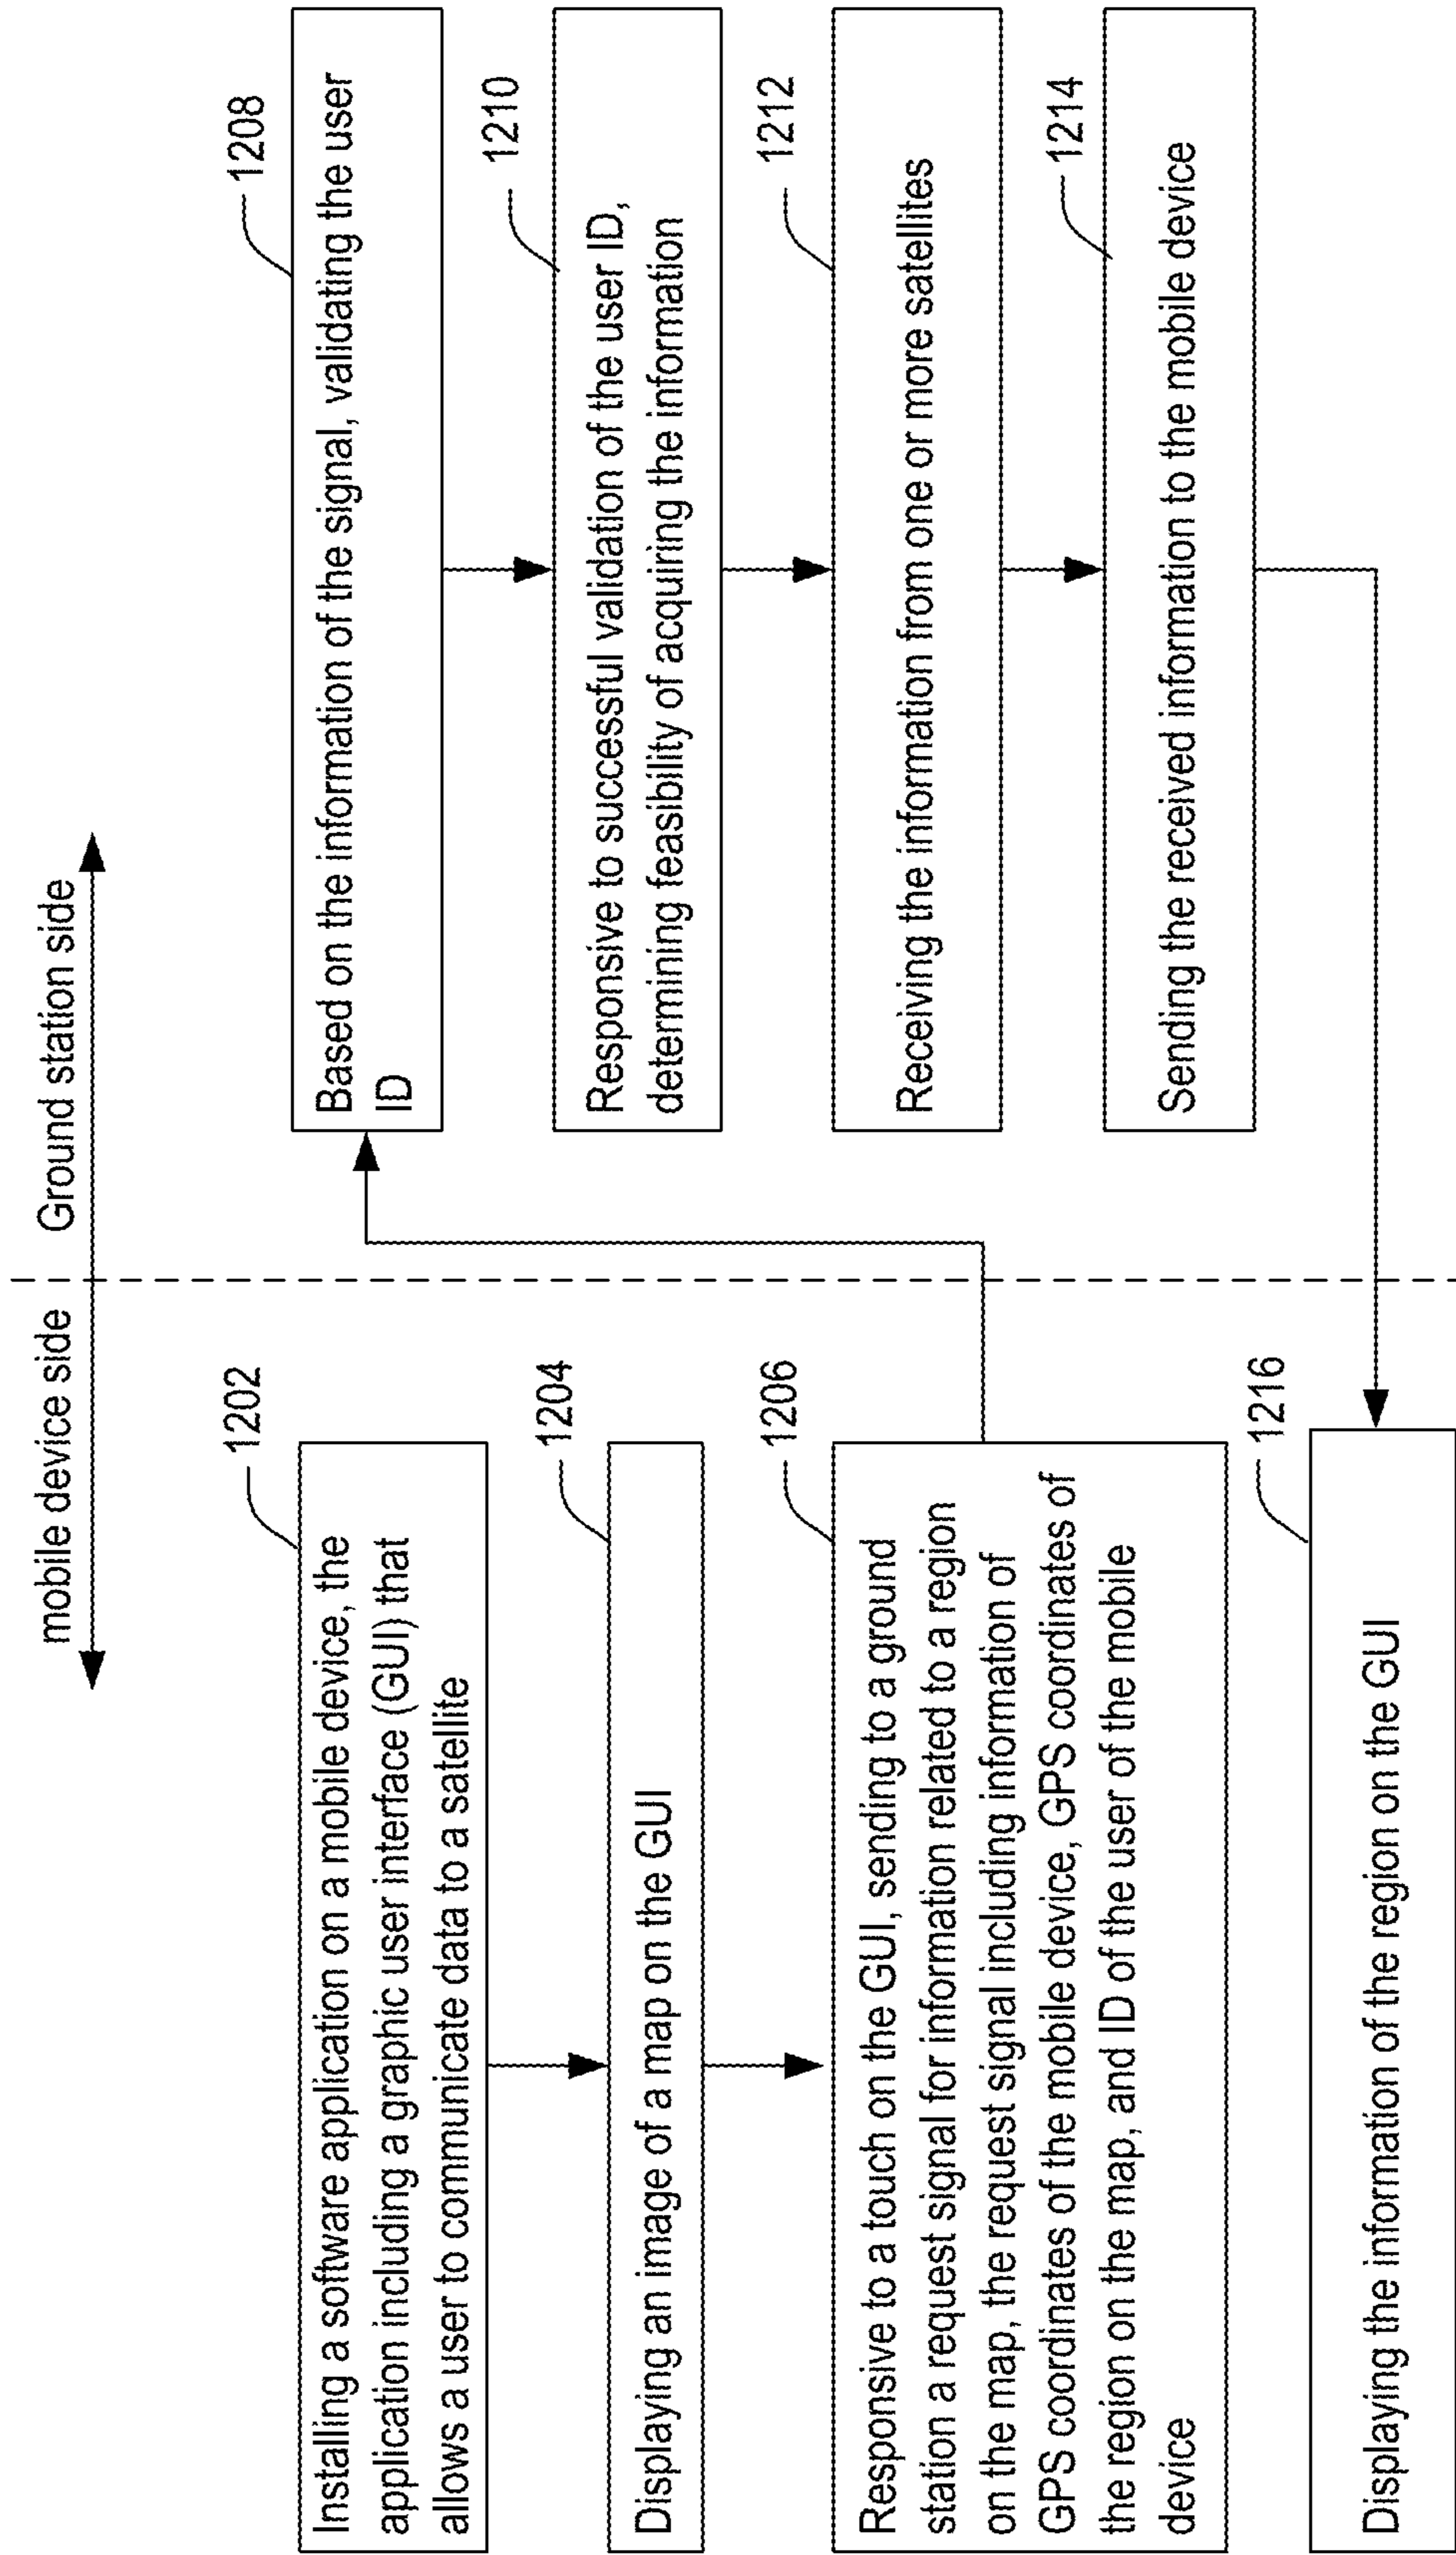 mobile device side
Ground station side
1202
Installing a software application on a mobile device, the
application including a graphic user interface (GUI) that
allows a user to communicate data to a satellite
1204
Displaying an image of a map on the GUI
1206
Responsive to a touch on the GUI, sending to a ground
station a request signal for information related to a region
on the map, the request signal including information of
GPS coordinates of the mobile device, GPS coordinates of
the region on the map, and ID of the user of the mobile
device
1208
Based on the information of the signal, validating the user
ID
1210
Responsive to successful validation of the user ID,
determining feasibility of acquiring the information
1212
Receiving the information from one or more satellites
1214
Sending the received information to the mobile device
1216
Displaying the information of the region on the GUI